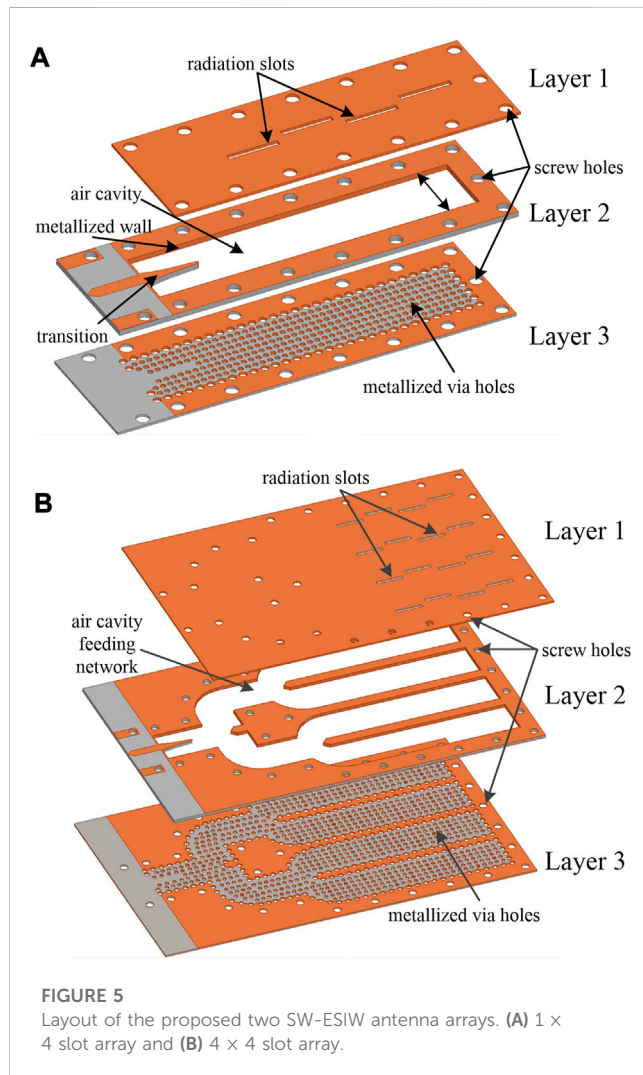 A
radiation slots
Layer 1
air cavity
screw holes
metallized wall
Layer 2
transition
Layer 3
metallized via holes
B
radiation slots
Layer 1
air cavity
feeding
network
screw holes
Layer 2
Layer 3
metallized via holes
FIGURE 5
Layout of the proposed two SW-ESIW antenna arrays. (A) 1 ×
4 slot array and (B) 4 × 4 slot array.